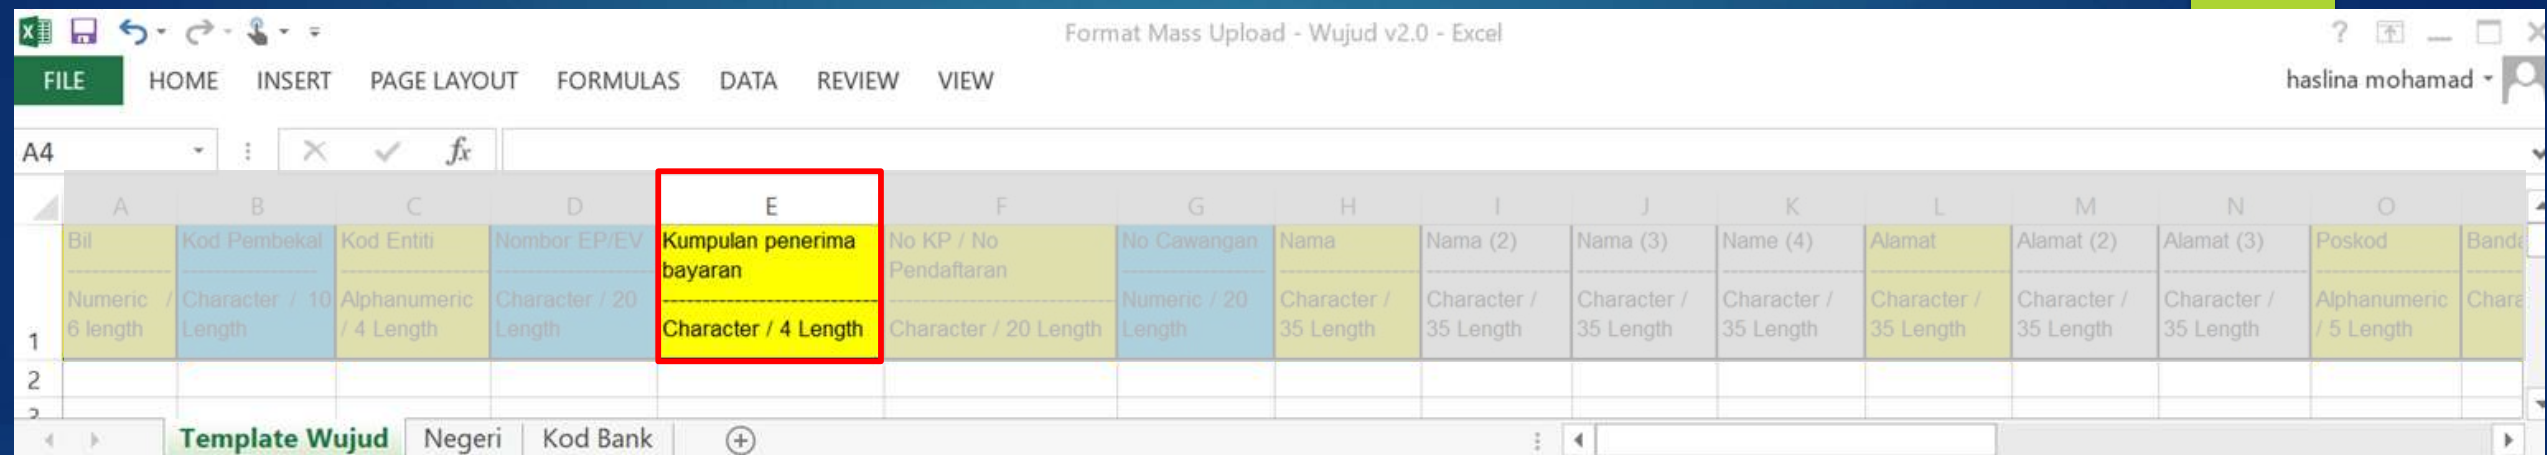 Format Mass Upload - Wujud v2.0 - Excel
FILE HOME INSERT PAGE LAYOUT FORMULAS DATA REVIEW VIEW haslina mohamad
A4 fx
A B C D E F G H I J K L M N O
Bil
Numeric / 6 length
Kod Pembekal
Character / 10 Length
Kod Entiti
Alphanumeric / 4 Length
Nombor EP/EV
Character / 20 Length
Kumpulan penerima
bayaran
Character / 4 Length
No KP / No
Pendaftaran
Character / 20 Length
No Cawangan
Numeric / 20
Length
Nama
Character /
35 Length
Nama (2)
Character /
35 Length
Nama (3)
Character /
35 Length
Name (4)
Character /
35 Length
Alamat
Character /
35 Length
Alamat (2)
Character /
35 Length
Alamat (3)
Character /
35 Length
Poskod
Alphanumeric
/ 5 Length
1
2
Template Wujud Negeri Kod Bank